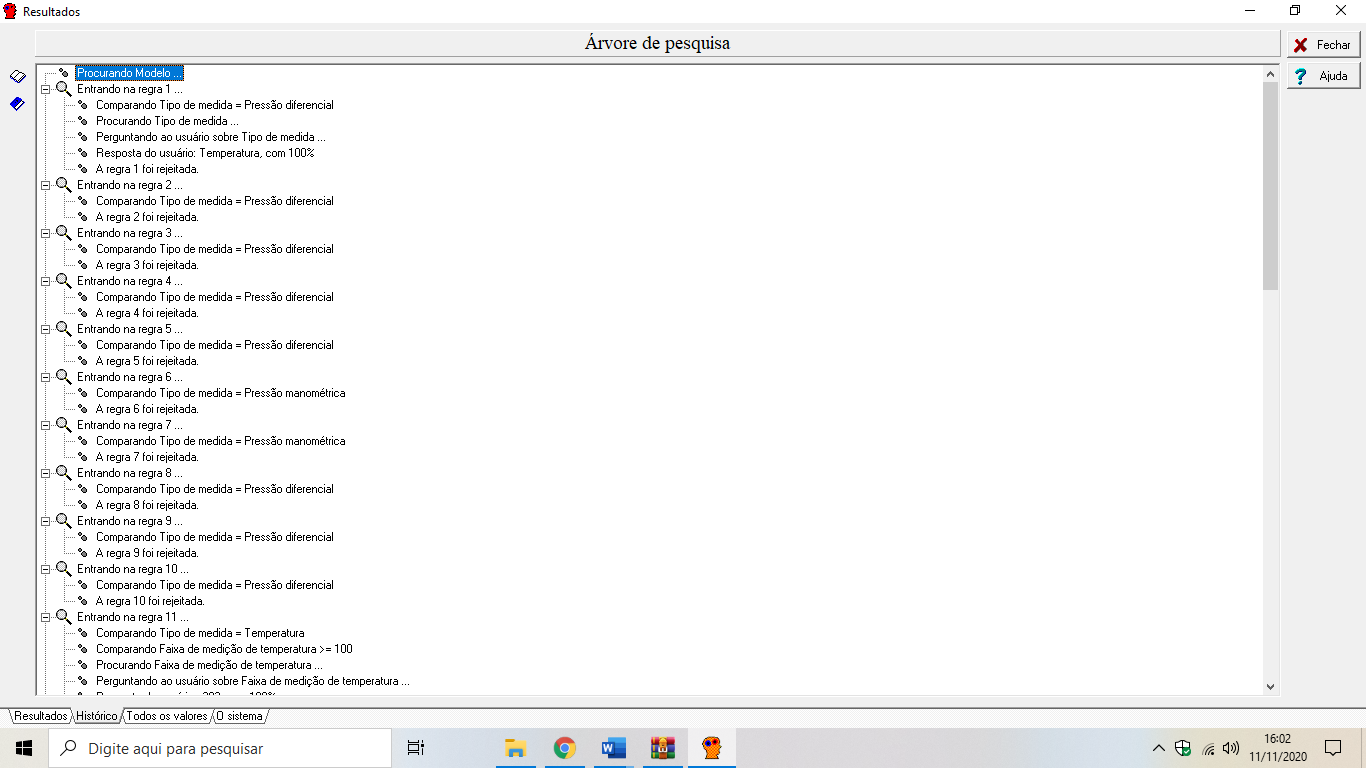 Resultados
Árvore de pesquisa
Fechar
Ajuda
Procurando Modelo ...
Entrando na regra 1 ...
Comparando Tipo de medida = Pressão diferencial
Procurando Tipo de medida ...
Perguntando ao usuário sobre Tipo de medida ...
Resposta do usuário: Temperatura, com 100%
A regra 1 foi rejeitada.
Entrando na regra 2 ...
Comparando Tipo de medida = Pressão diferencial
A regra 2 foi rejeitada.
Entrando na regra 3 ...
Comparando Tipo de medida = Pressão diferencial
A regra 3 foi rejeitada.
Entrando na regra 4 ...
Comparando Tipo de medida = Pressão diferencial
A regra 4 foi rejeitada.
Entrando na regra 5 ...
Comparando Tipo de medida = Pressão diferencial
A regra 5 foi rejeitada.
Entrando na regra 6 ...
Comparando Tipo de medida = Pressão manométrica
A regra 6 foi rejeitada.
Entrando na regra 7 ...
Comparando Tipo de medida = Pressão manométrica
A regra 7 foi rejeitada.
Entrando na regra 8 ...
Comparando Tipo de medida = Pressão diferencial
A regra 8 foi rejeitada.
Entrando na regra 9 ...
Comparando Tipo de medida = Pressão diferencial
A regra 9 foi rejeitada.
Entrando na regra 10 ...
Comparando Tipo de medida = Pressão diferencial
A regra 10 foi rejeitada.
Entrando na regra 11 ...
Comparando Tipo de medida = Temperatura
Comparando Faixa de medição de temperatura >= 100
Procurando Faixa de medição de temperatura ...
Perguntando ao usuário sobre Faixa de medição de temperatura ...
Resultados Histórico Todos os valores O sistema
Digite aqui para pesquisar
16:02
11/11/2020